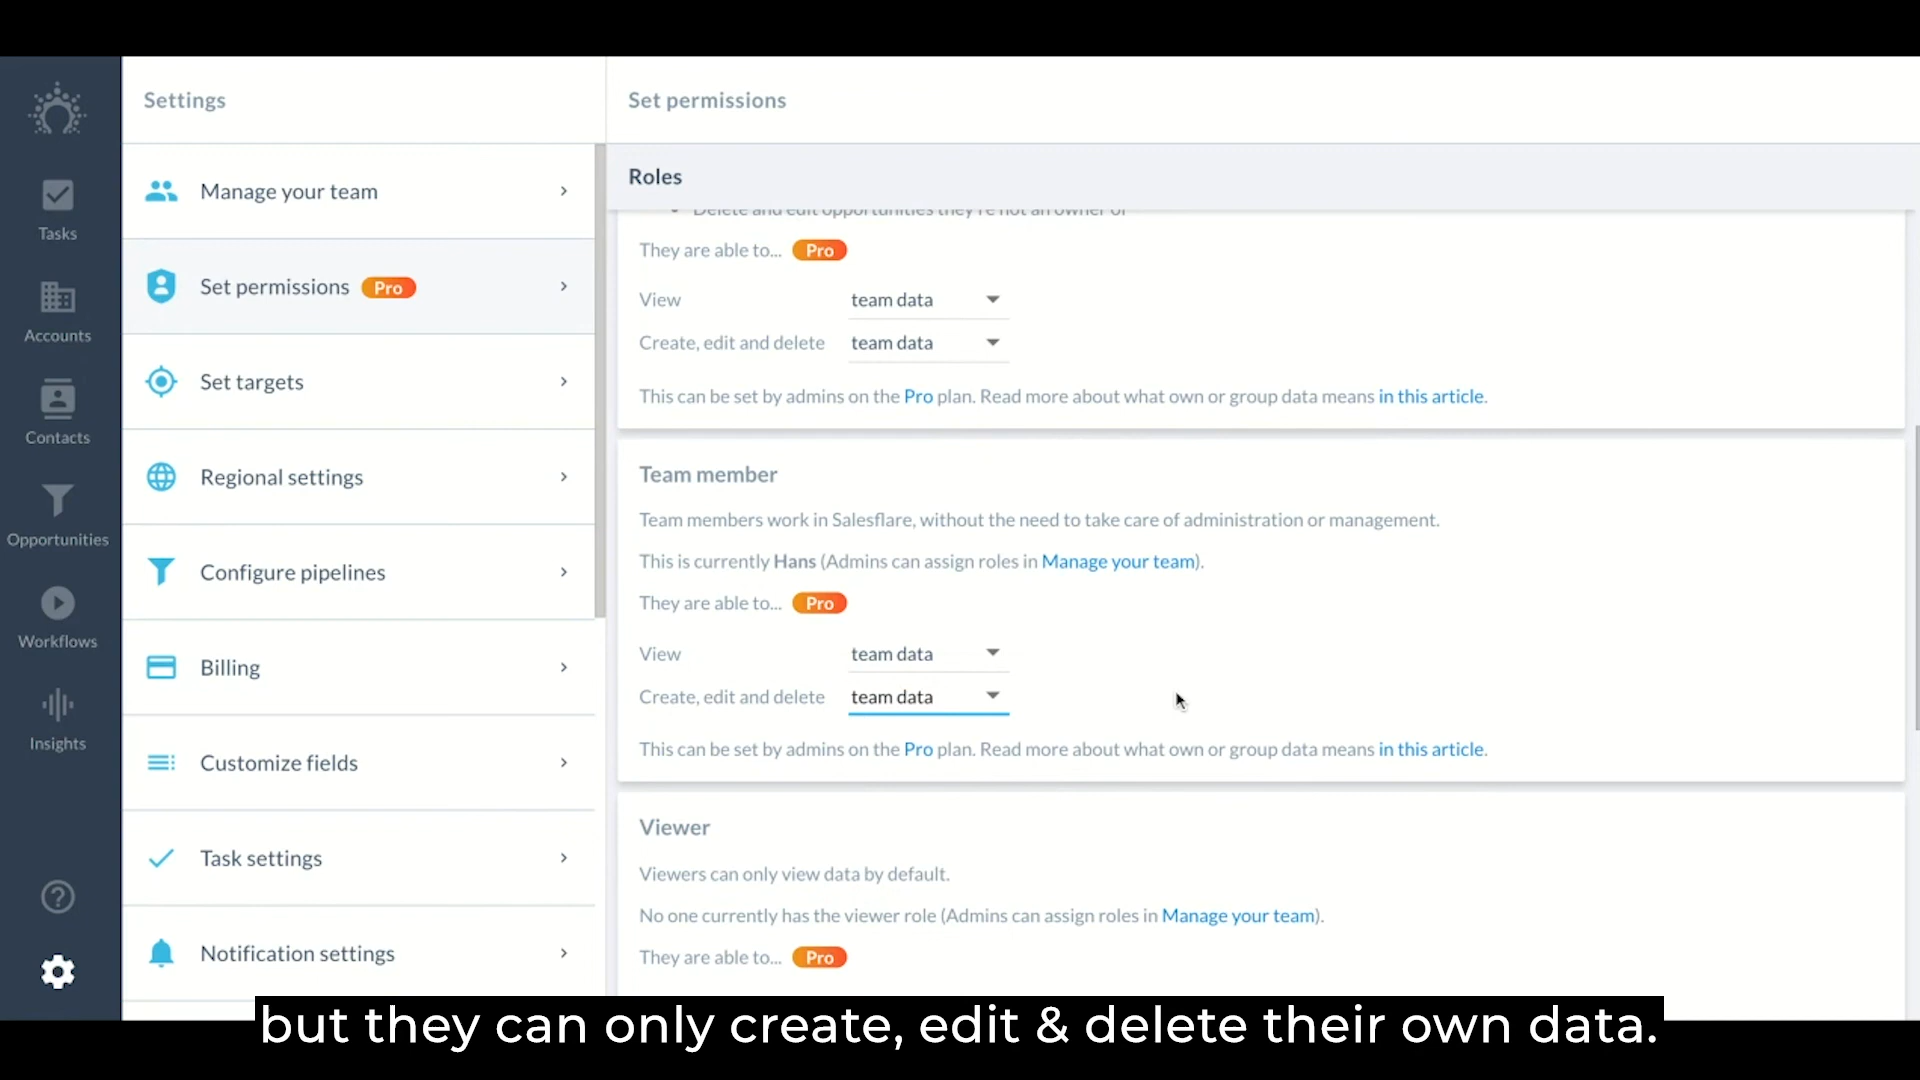 Settings
Set permissions
Tasks
Accounts
Contacts
Opportunities
Workflows
Insights
Manage your team
Set permissions Pro
Set targets
Regional settings
Configure pipelines
Billing
Customize fields
Task settings
Notification settings
Roles
Delete and edit opportunities they're not an owner of
They are able to... Pro
View team data
Create, edit and delete team data
This can be set by admins on the Pro plan. Read more about what own or group data means in this article.
Team member
Team members work in Salesflare, without the need to take care of administration or management.
This is currently Hans (Admins can assign roles in Manage your team).
They are able to... Pro
View team data
Create, edit and delete team data
This can be set by admins on the Pro plan. Read more about what own or group data means in this article.
Viewer
Viewers can only view data by default.
No one currently has the viewer role (Admins can assign roles in Manage your team).
They are able to... Pro
but they can only create, edit & delete their own data.